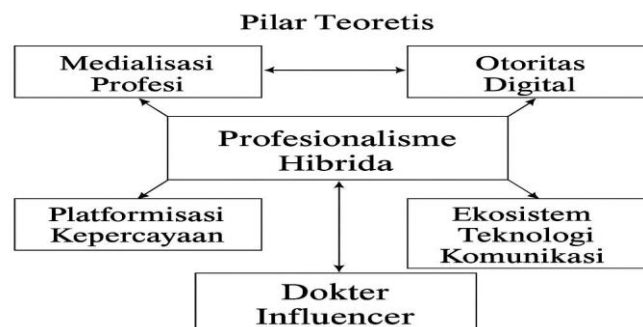 Pilar Teoretis
Medialisasi
Profesi
Otoritas
Digital
Profesionalisme
Hibrida
Platformisasi
Kepercayaan
Ekosistem
Teknologi
Komunikasi
Dokter
Influencer